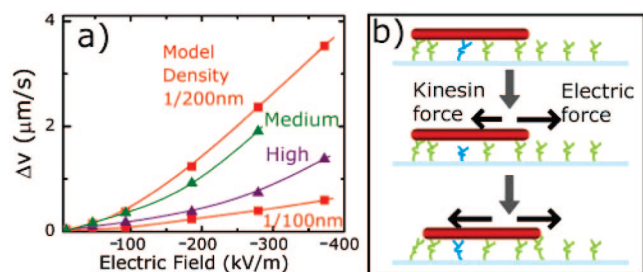 a)
4
2
0
Δv (μm/s)
Model
Density
1/200nm
Medium
High
1/100nm
-100 -200 -300 -400
Electric Field (kV/m)
b)
Kinesin force
Electric force